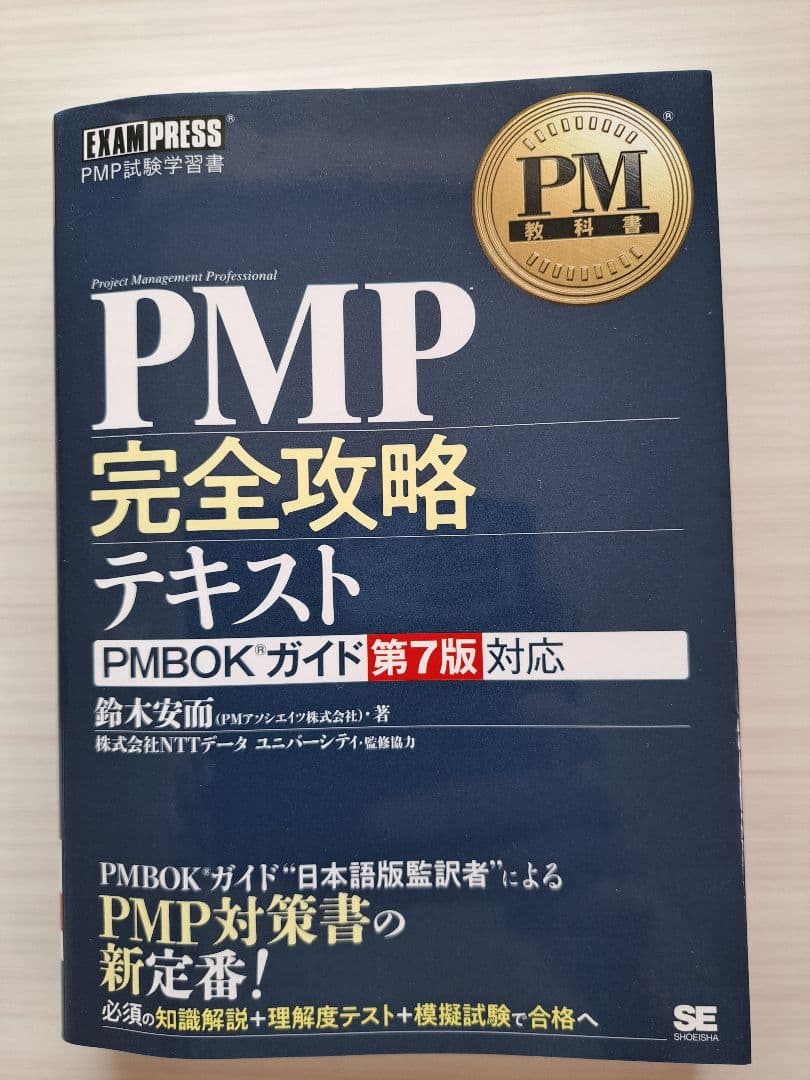 EXAMPRESS®
PMP試験学習書
PM®
教科書
Project Management Professional
PMP™
完全攻略
テキスト
PMBOK®ガイド 第7版 対応
鈴木安而(PMアソシエイツ株式会社)・著
株式会社NTTデータ ユニバーシティ・監修協力
PMBOK®ガイド“日本語版監訳者”による
PMP対策書の
新定番!
必須の知識解説+理解度テスト+模擬試験で合格へ
SE
SHOEISHA